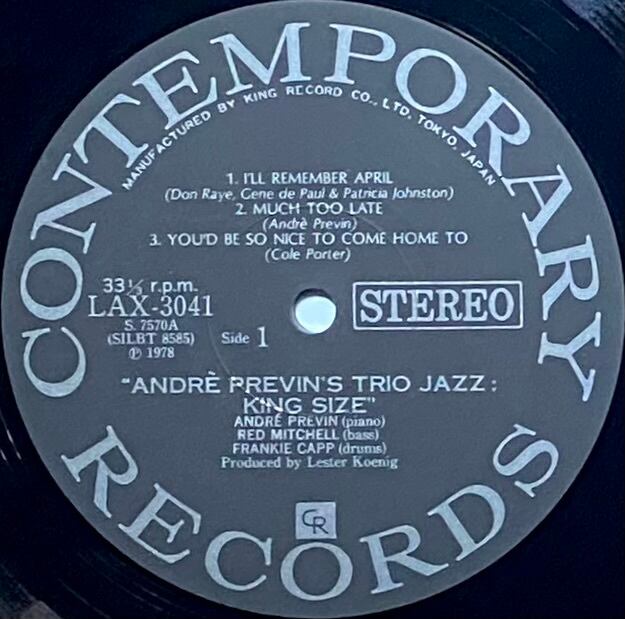 CONTEMPORARY
MANUFACTURED BY KING RECORD CO., LTD. TOKYO, JAPAN
1. I'LL REMEMBER APRIL
(Don Raye, Gene de Paul & Patricia Johnston)
2. MUCH TOO LATE
(Andrè Previn)
3. YOU'D BE SO NICE TO COME HOME TO
(Cole Porter)
33⅓ r.p.m.
LAX-3041
S. 7570A
(SILBT 8585)
℗ 1978
Side 1
STEREO
"ANDRÈ PREVIN'S TRIO JAZZ:
KING SIZE"
ANDRÉ PREVIN (piano)
RED MITCHELL (bass)
FRANKIE CAPP (drums)
Produced by Lester Koenig
CR
RECORDS